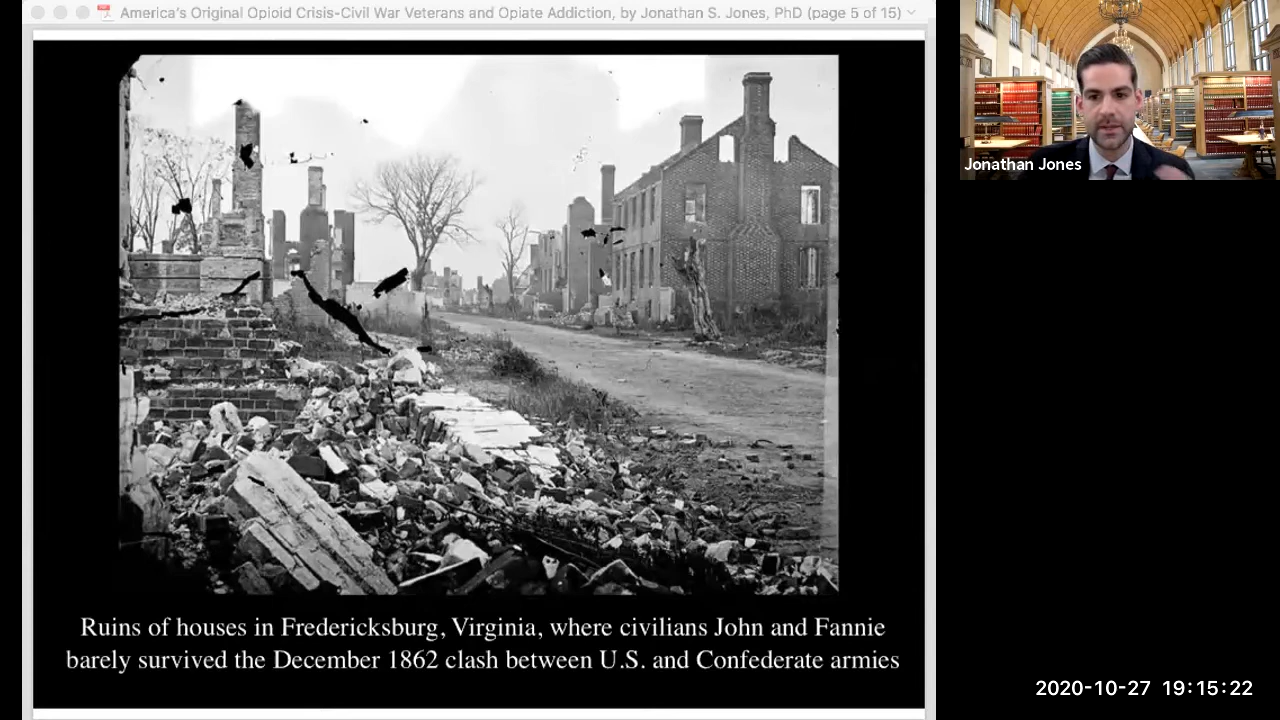 America's Original Opioid Crisis-Civil War Veterans and Opiate Addiction, by Jonathan S. Jones, PhD (page 5 of 15)
Jonathan Jones
Ruins of houses in Fredericksburg, Virginia, where civilians John and Fannie
barely survived the December 1862 clash between U.S. and Confederate armies
2020-10-27 19:15:22